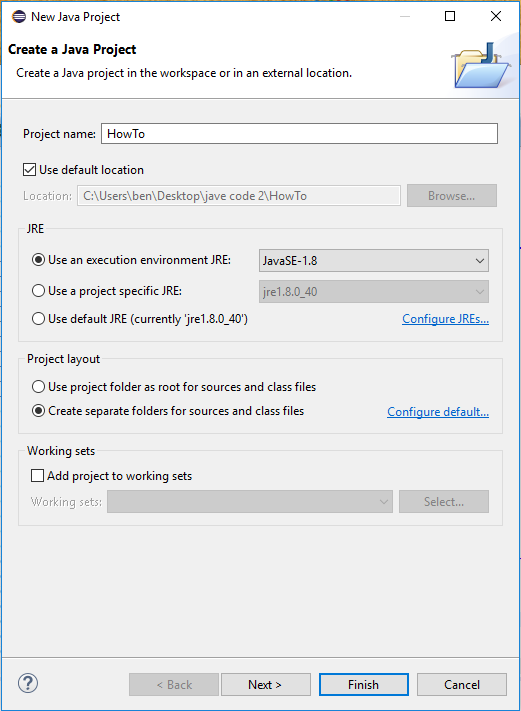 New Java Project
Create a Java Project
Create a Java project in the workspace or in an external location.
Project name: HowTo
Use default location
Location: C:\Users\ben\Desktop\jave code 2\HowTo Browse...
JRE
Use an execution environment JRE: JavaSE-1.8
Use a project specific JRE: jre1.8.0_40
Use default JRE (currently 'jre1.8.0_40') Configure JREs...
Project layout
Use project folder as root for sources and class files
Create separate folders for sources and class files Configure default...
Working sets
Add project to working sets
Working sets: Select...
? < Back Next > Finish Cancel